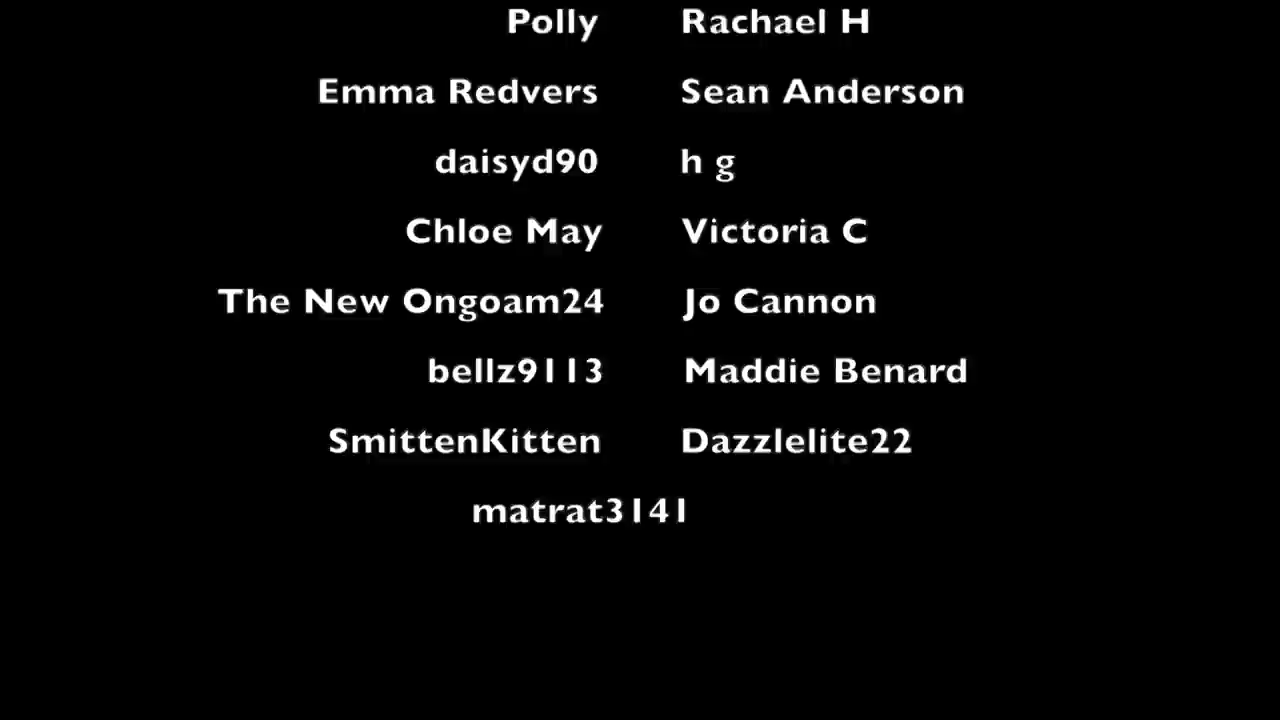 Polly Rachael H
Emma Redvers Sean Anderson
daisyd90 h g
Chloe May Victoria C
The New Ongoam24 Jo Cannon
bellz9113 Maddie Benard
SmittenKitten Dazzlelite22
matrat3141